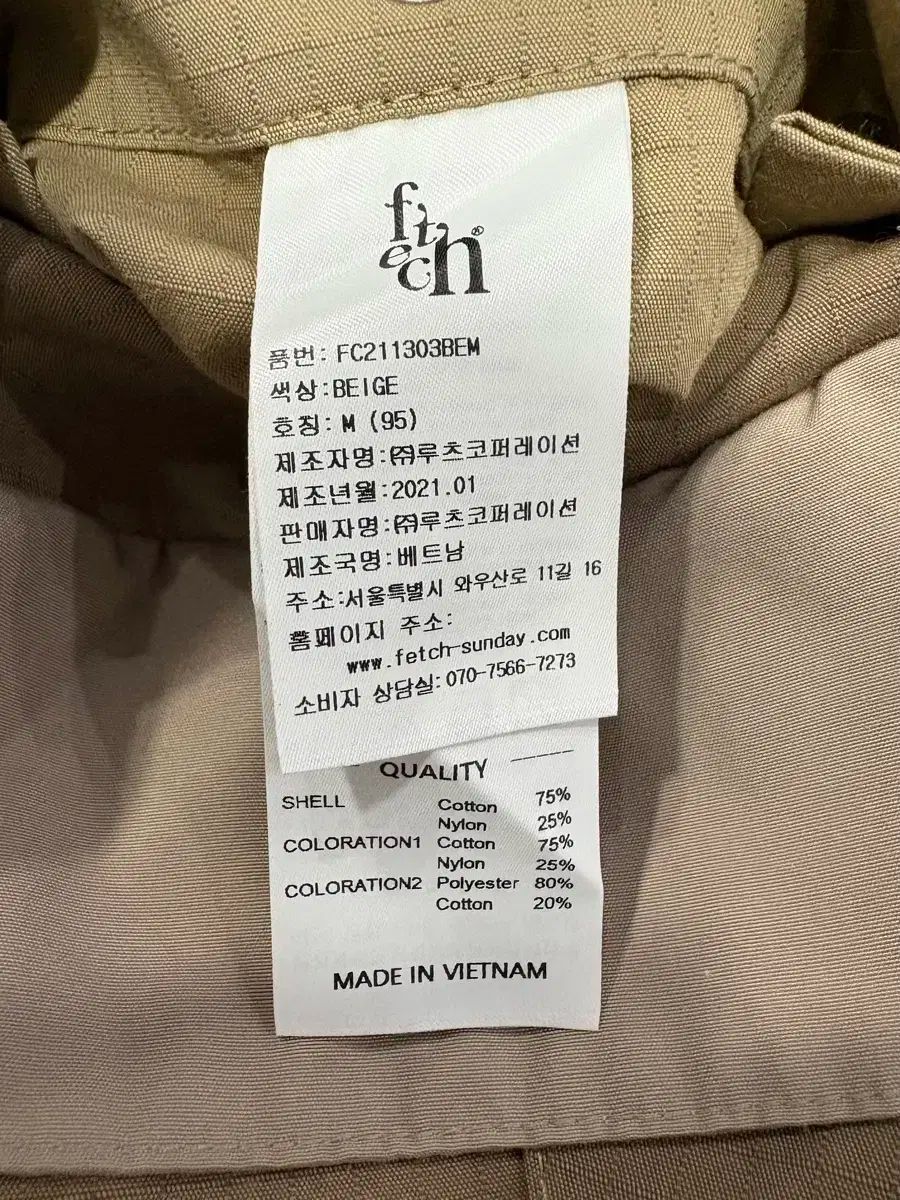 fetch®
품번: FC211303BEM
색상:BEIGE
호칭: M (95)
제조자명:㈜루츠코퍼레이션
제조년월:2021.01
판매자명:㈜루츠코퍼레이션
제조국명:베트남
주소:서울특별시 와우산로 11길 16
홈페이지 주소:
www.fetch-sunday.com
소비자 상담실:070-7566-7273
QUALITY
SHELL Cotton 75%
Nylon 25%
COLORATION1 Cotton 75%
Nylon 25%
COLORATION2 Polyester 80%
Cotton 20%
MADE IN VIETNAM